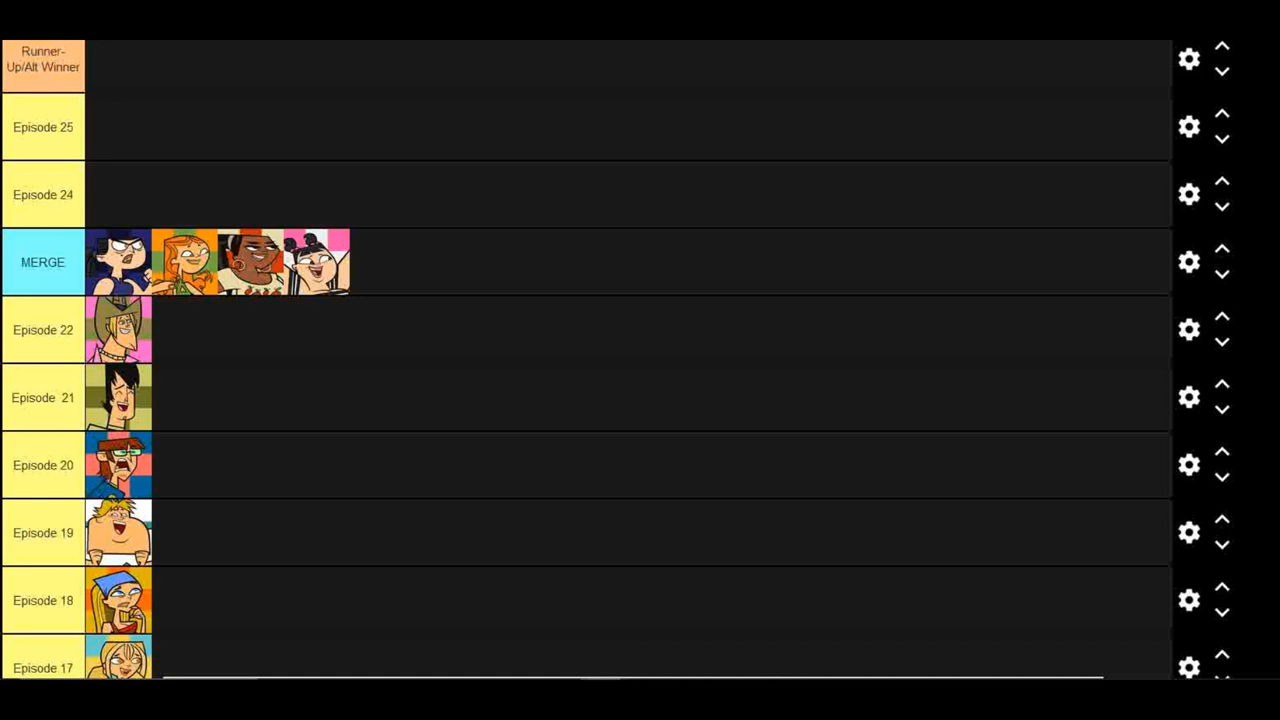 Runner-
Up/Alt Winner
Episode 25
Episode 24
MERGE
Episode 22
Episode 21
Episode 20
Episode 19
Episode 18
Episode 17